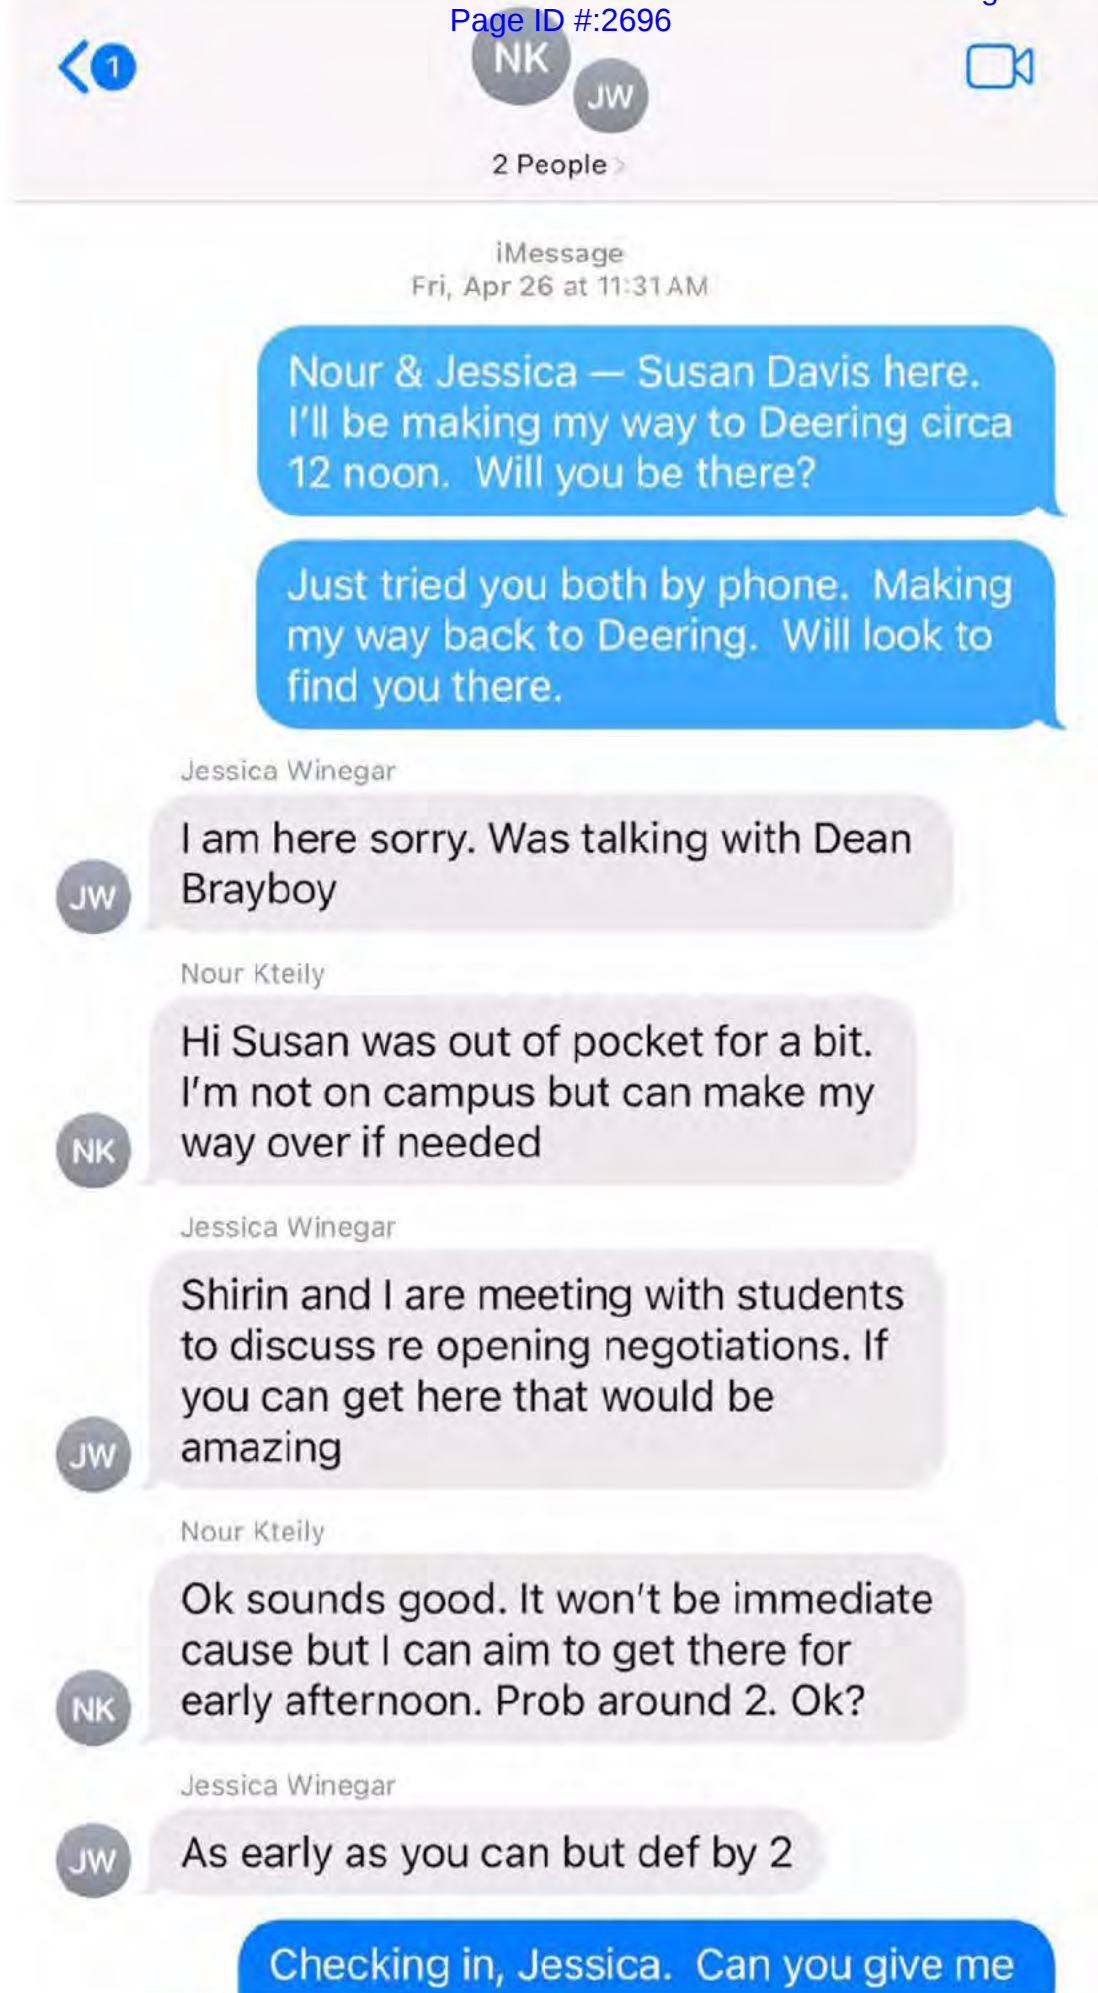 Page ID #:2696
1
NK
JW
2 People
iMessage
Fri, Apr 26 at 11:31 AM
Nour & Jessica — Susan Davis here.
I'll be making my way to Deering circa
12 noon.  Will you be there?
Just tried you both by phone.  Making
my way back to Deering.  Will look to
find you there.
Jessica Winegar
I am here sorry. Was talking with Dean
Brayboy
JW
Nour Kteily
Hi Susan was out of pocket for a bit.
I'm not on campus but can make my
way over if needed
NK
Jessica Winegar
Shirin and I are meeting with students
to discuss re opening negotiations. If
you can get here that would be
amazing
JW
Nour Kteily
Ok sounds good. It won't be immediate
cause but I can aim to get there for
early afternoon. Prob around 2. Ok?
NK
Jessica Winegar
As early as you can but def by 2
JW
Checking in, Jessica.  Can you give me